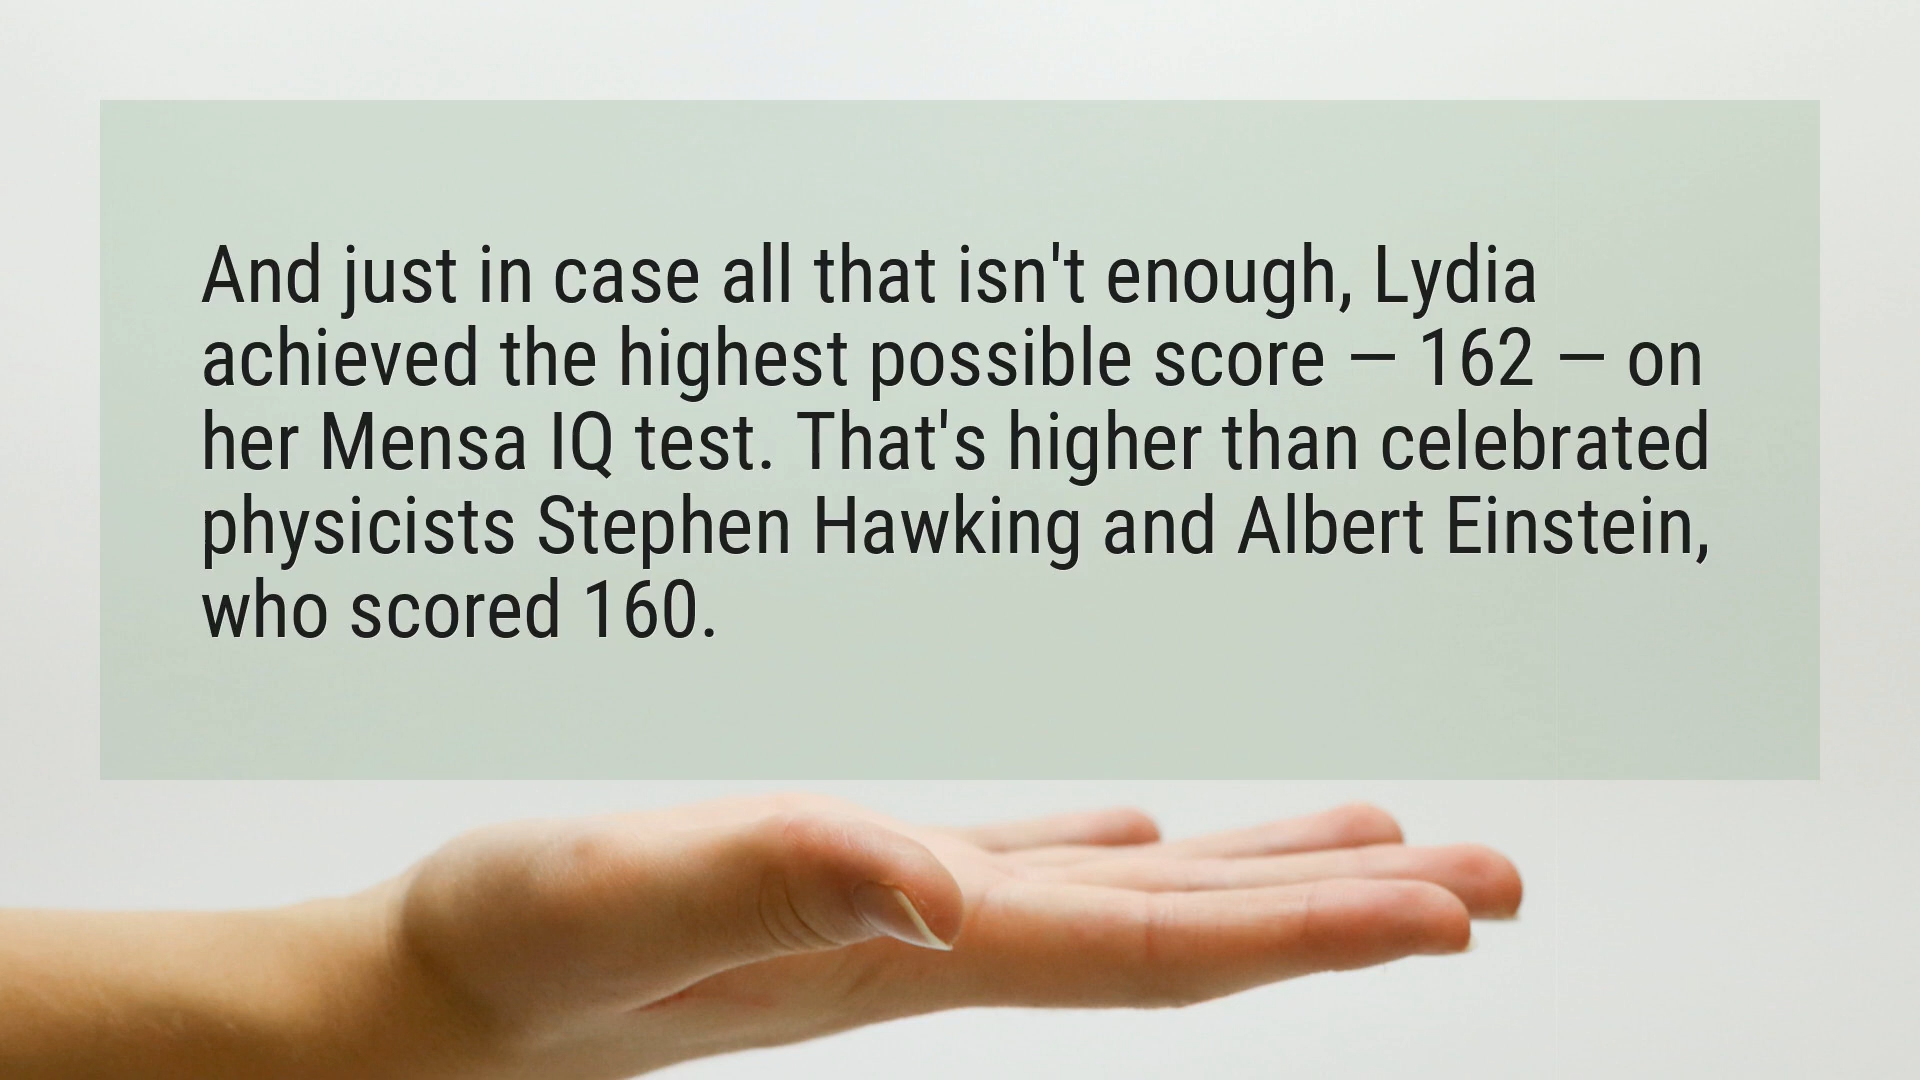 And just in case all that isn't enough, Lydia
achieved the highest possible score – 162 – on
her Mensa IQ test. That's higher than celebrated
physicists Stephen Hawking and Albert Einstein,
who scored 160.